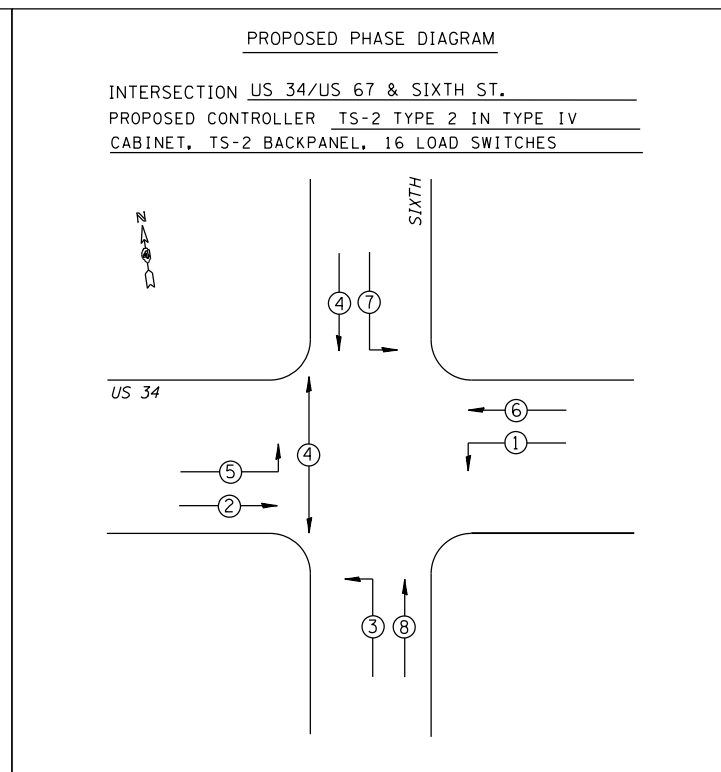 PROPOSED PHASE DIAGRAM
INTERSECTION US 34/US 67 & SIXTH ST.
PROPOSED CONTROLLER TS-2 TYPE 2 IN TYPE IV
CABINET, TS-2 BACKPANEL, 16 LOAD SWITCHES
SIXTH
N
4 7
US 34
6
1
4
5
2
3 8